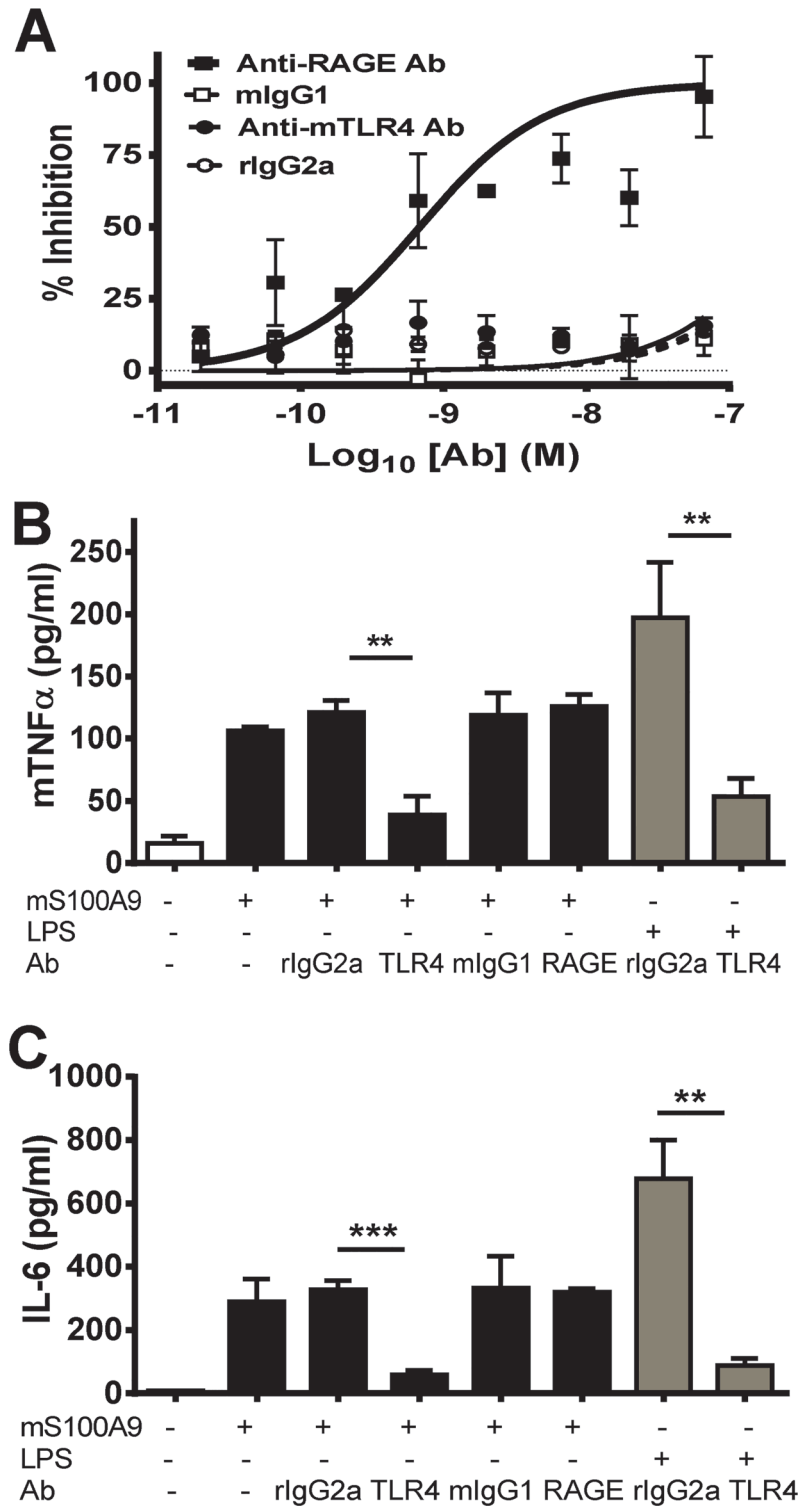 A
Anti-RAGE Ab
mIgG1
Anti-mTLR4 Ab
rIgG2a
% Inhibition
100
75
50
25
0
-11 -10 -9 -8 -7
Log10 [Ab] (M)
B
mTNFα (pg/ml)
250
200
150
100
50
0
** **
mS100A9 - + + + + + - -
LPS - - - - - - + +
Ab - - rIgG2a TLR4 mIgG1 RAGE rIgG2a TLR4
C
IL-6 (pg/ml)
1000
800
600
400
200
0
*** **
mS100A9 - + + + + + - -
LPS - - - - - - + +
Ab - - rIgG2a TLR4 mIgG1 RAGE rIgG2a TLR4